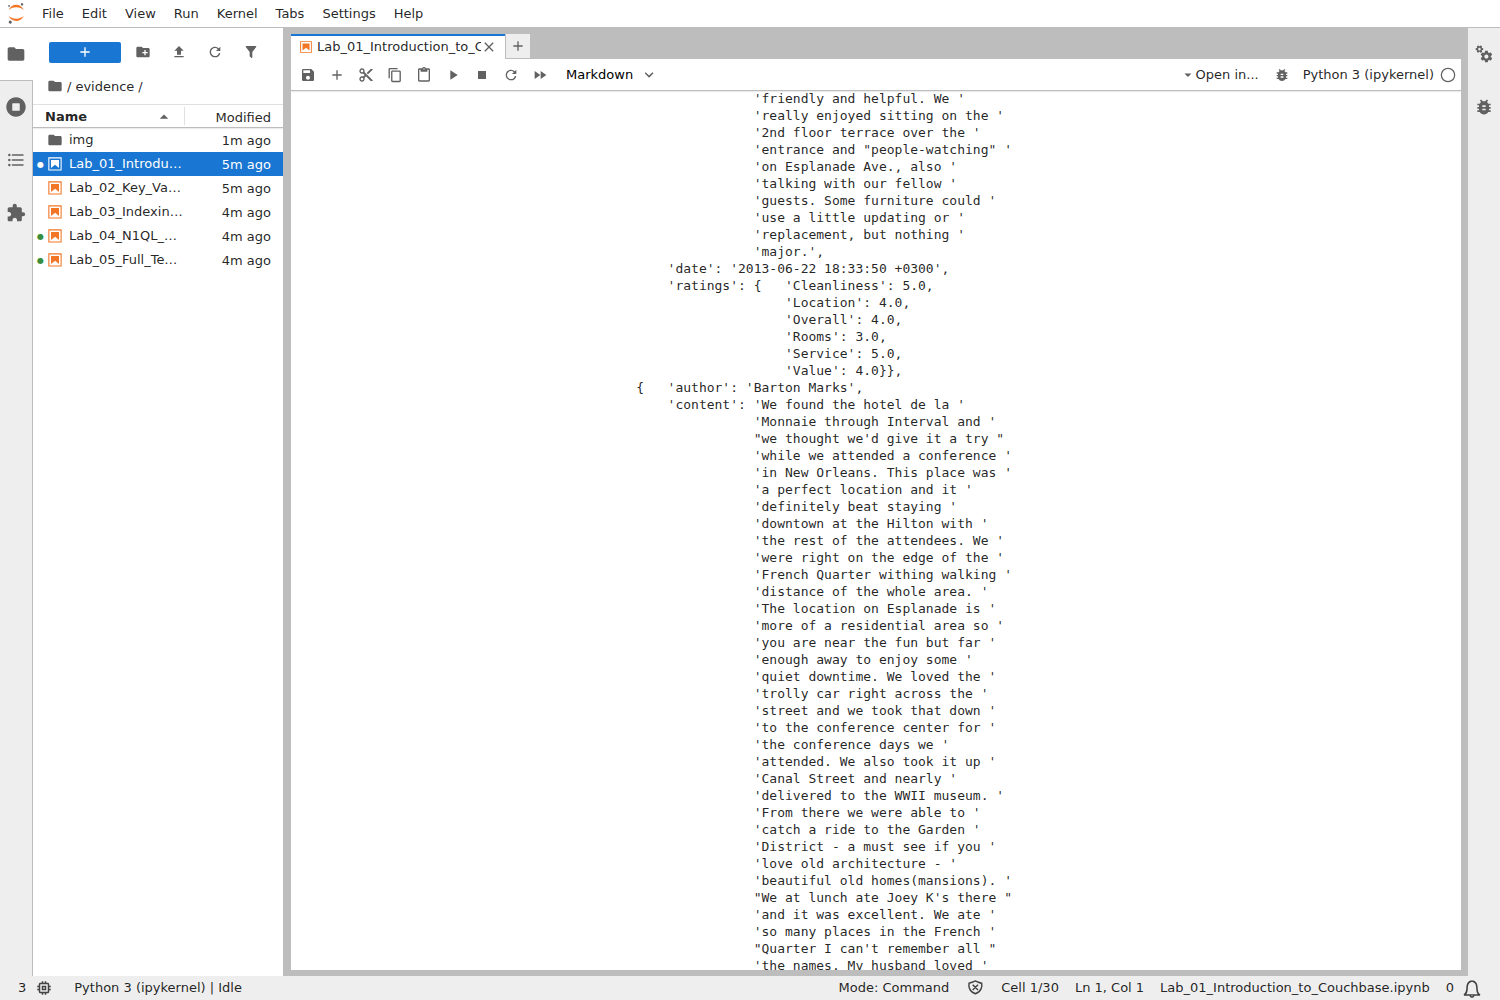 File Edit View Run Kernel Tabs Settings Help
Lab_01_Introduction_to_C
/ evidence /
Markdown
Open in...
Python 3 (ipykernel)
Name Modified
img 1m ago
Lab_01_Introdu... 5m ago
Lab_02_Key_Va... 5m ago
Lab_03_Indexin... 4m ago
Lab_04_N1QL_... 4m ago
Lab_05_Full_Te... 4m ago
'friendly and helpful. We '
'really enjoyed sitting on the '
'2nd floor terrace over the '
'entrance and "people-watching" '
'on Esplanade Ave., also '
'talking with our fellow '
'guests. Some furniture could '
'use a little updating or '
'replacement, but nothing '
'major.',
'date': '2013-06-22 18:33:50 +0300',
'ratings': { 'Cleanliness': 5.0,
'Location': 4.0,
'Overall': 4.0,
'Rooms': 3.0,
'Service': 5.0,
'Value': 4.0}},
{ 'author': 'Barton Marks',
'content': 'We found the hotel de la '
'Monnaie through Interval and '
"we thought we'd give it a try "
'while we attended a conference '
'in New Orleans. This place was '
'a perfect location and it '
'definitely beat staying '
'downtown at the Hilton with '
'the rest of the attendees. We '
'were right on the edge of the '
'French Quarter withing walking '
'distance of the whole area. '
'The location on Esplanade is '
'more of a residential area so '
'you are near the fun but far '
'enough away to enjoy some '
'quiet downtime. We loved the '
'trolly car right across the '
'street and we took that down '
'to the conference center for '
'the conference days we '
'attended. We also took it up '
'Canal Street and nearly '
'delivered to the WWII museum. '
'From there we were able to '
'catch a ride to the Garden '
'District - a must see if you '
'love old architecture - '
'beautiful old homes(mansions). '
"We at lunch ate Joey K's there "
'and it was excellent. We ate '
'so many places in the French '
"Quarter I can't remember all "
'the names. My husband loved '
3 Python 3 (ipykernel) | Idle Mode: Command Cell 1/30 Ln 1, Col 1 Lab_01_Introduction_to_Couchbase.ipynb 0